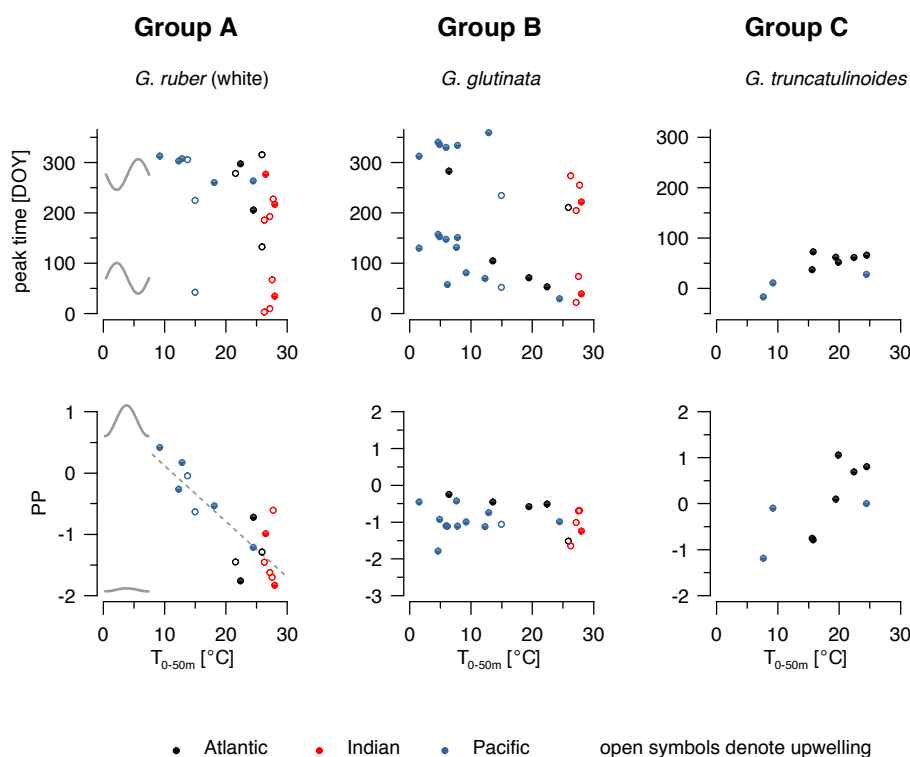 Group A Group B Group C
G. ruber (white) G. glutinata G. truncatulinoides
peak time [DOY]
300
200
100
0
0 10 20 30
300
200
100
0
0 10 20 30
300
200
100
0
0 10 20 30
PP
1
0
-1
-2
0 10 20 30
T0-50m [°C]
2
1
0
-1
-2
-3
0 10 20 30
T0-50m [°C]
2
1
0
-1
-2
0 10 20 30
T0-50m [°C]
Atlantic Indian Pacific open symbols denote upwelling